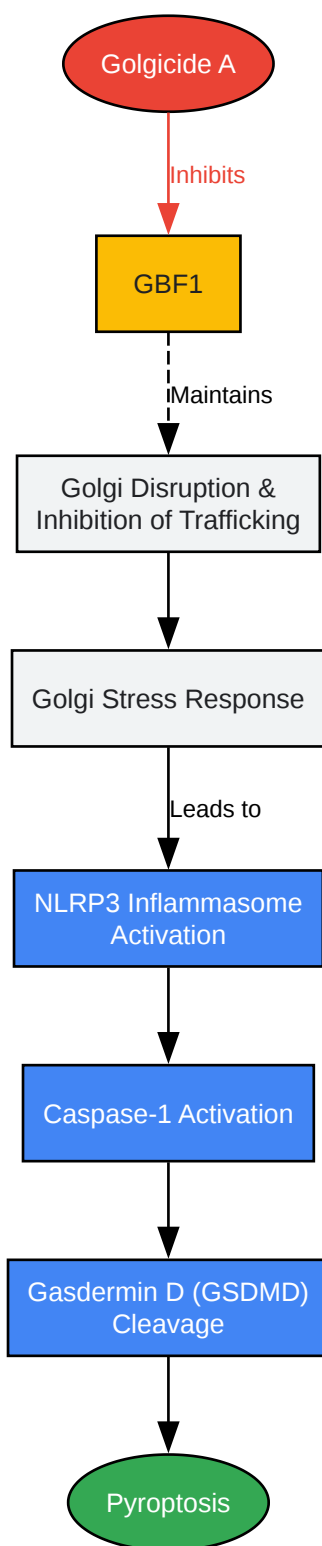 Golgicide A
Inhibits
GBF1
Maintains
Golgi Disruption &
Inhibition of Trafficking
Golgi Stress Response
Leads to
NLRP3 Inflammasome
Activation
Caspase-1 Activation
Gasdermin D (GSDMD)
Cleavage
Pyroptosis